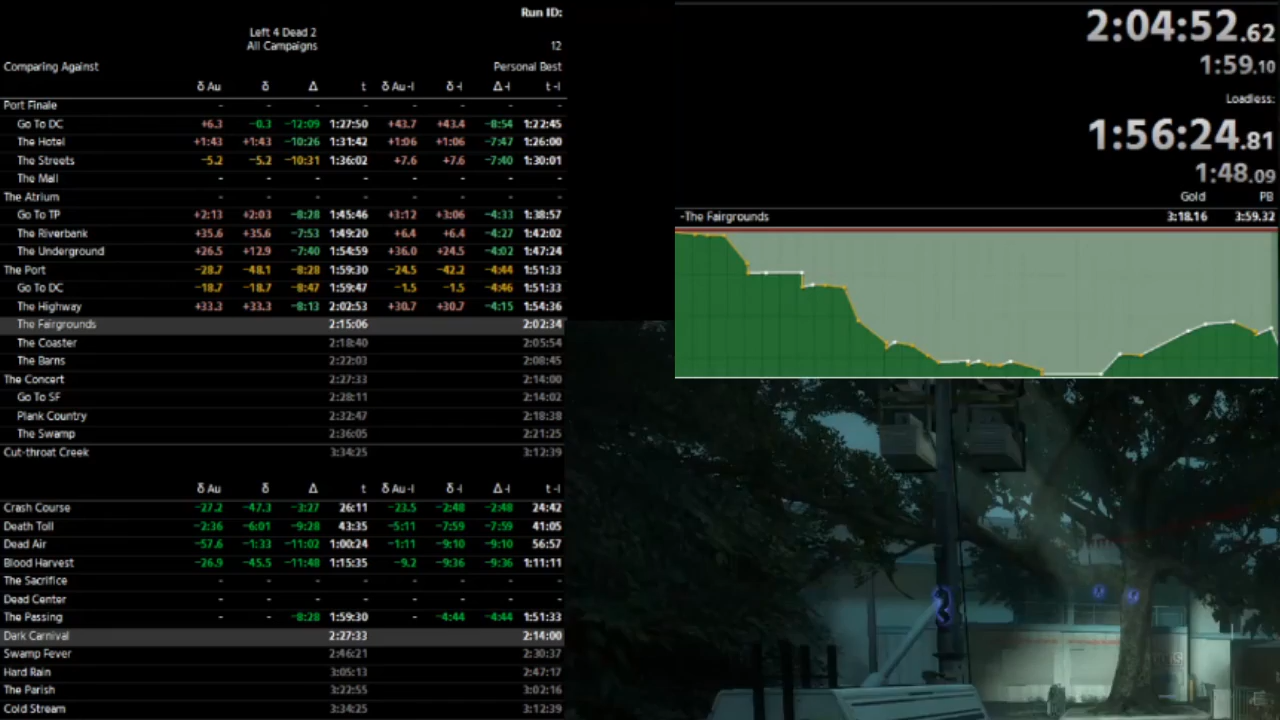 Run ID:
Left 4 Dead 2
All Campaigns
12
Comparing Against Personal Best
δ Au δ Δ t δ Au -I δ -I Δ -I t -I
Port Finale - - - - - - - -
Go To DC +6.3 −0.3 −12:09 1:27:50 +43.7 +43.4 −8:54 1:22:45
The Hotel +1:43 +1:43 −10:26 1:31:42 +1:06 +1:06 −7:47 1:26:00
The Streets −5.2 −5.2 −10:31 1:36:02 +7.6 +7.6 −7:40 1:30:01
The Mall - - - - - - - -
The Atrium - - - - - - - -
Go To TP +2:13 +2:03 −8:28 1:45:46 +3:12 +3:06 −4:33 1:38:57
The Riverbank +35.6 +35.6 −7:53 1:49:20 +6.4 +6.4 −4:27 1:42:02
The Underground +26.5 +12.9 −7:40 1:54:59 +36.0 +24.5 −4:02 1:47:24
The Port −28.7 −48.1 −8:28 1:59:30 −24.5 −42.2 −4:44 1:51:33
Go To DC −18.7 −18.7 −8:47 1:59:47 −1.5 −1.5 −4:46 1:51:33
The Highway +33.3 +33.3 −8:13 2:02:53 +30.7 +30.7 −4:15 1:54:36
The Fairgrounds 2:15:06 2:02:34
The Coaster 2:18:40 2:05:54
The Barns 2:22:03 2:08:45
The Concert 2:27:33 2:14:00
Go To SF 2:28:11 2:14:02
Plank Country 2:32:47 2:18:38
The Swamp 2:36:05 2:21:25
Cut-throat Creek 3:34:25 3:12:39
δ Au δ Δ t δ Au -I δ -I Δ -I t -I
Crash Course −27.2 −47.3 −3:27 26:11 −23.5 −2:48 −2:48 24:42
Death Toll −2:36 −6:01 −9:28 43:35 −5:11 −7:59 −7:59 41:05
Dead Air −57.6 −1:33 −11:02 1:00:24 −1:11 −9:10 −9:10 56:57
Blood Harvest −26.9 −45.5 −11:48 1:15:35 −9.2 −9:36 −9:36 1:11:11
The Sacrifice - - - - - - - -
Dead Center - - - - - - - -
The Passing - - −8:28 1:59:30 - −4:44 −4:44 1:51:33
Dark Carnival 2:27:33 2:14:00
Swamp Fever 2:46:21 2:30:37
Hard Rain 3:05:13 2:47:17
The Parish 3:22:55 3:02:16
Cold Stream 3:34:25 3:12:39
2:04:52.62
1:59.10
Loadless:
1:56:24.81
1:48.09
Gold PB
-The Fairgrounds 3:18.16 3:59.32